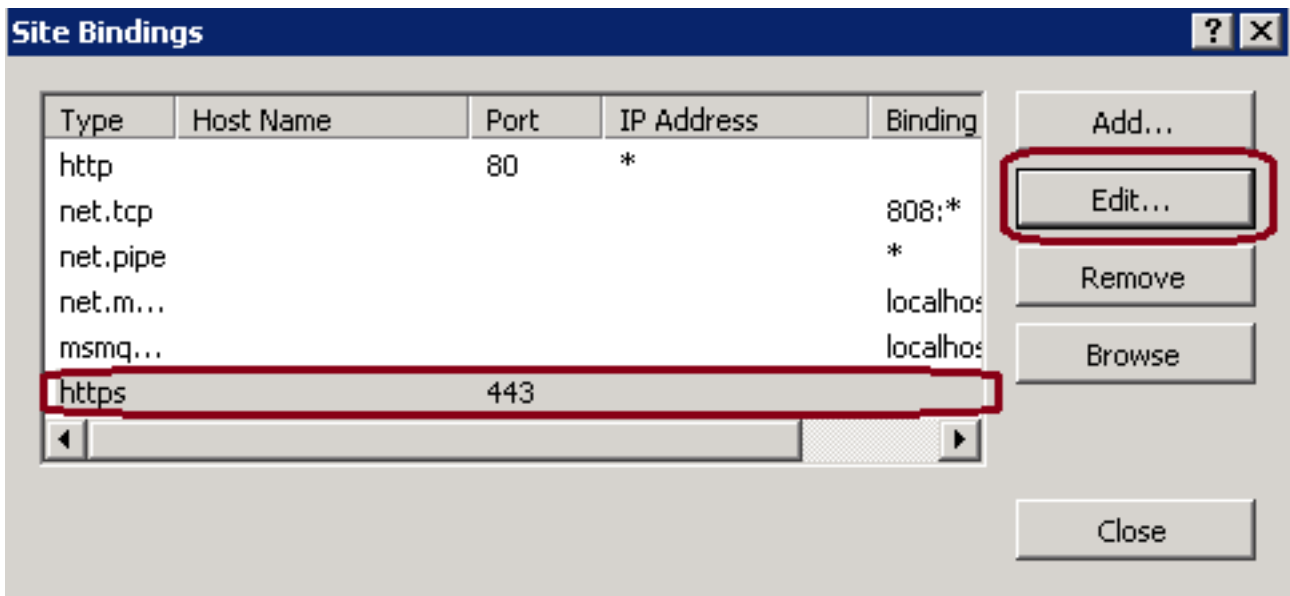 Site Bindings ?
Type Host Name Port IP Address Binding
http 80 *
net.tcp 808:*
net.pipe *
net.m...  localhos
msmq... localhos
https 443
Add...
Edit...
Remove
Browse
Close